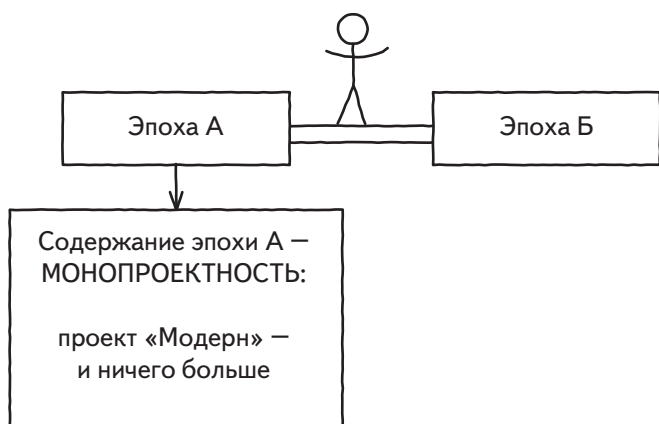 Эпоха А
Эпоха Б
Содержание эпохи А —
МОНОПРОЕКТНОСТЬ:
проект «Модерн» —
и ничего больше